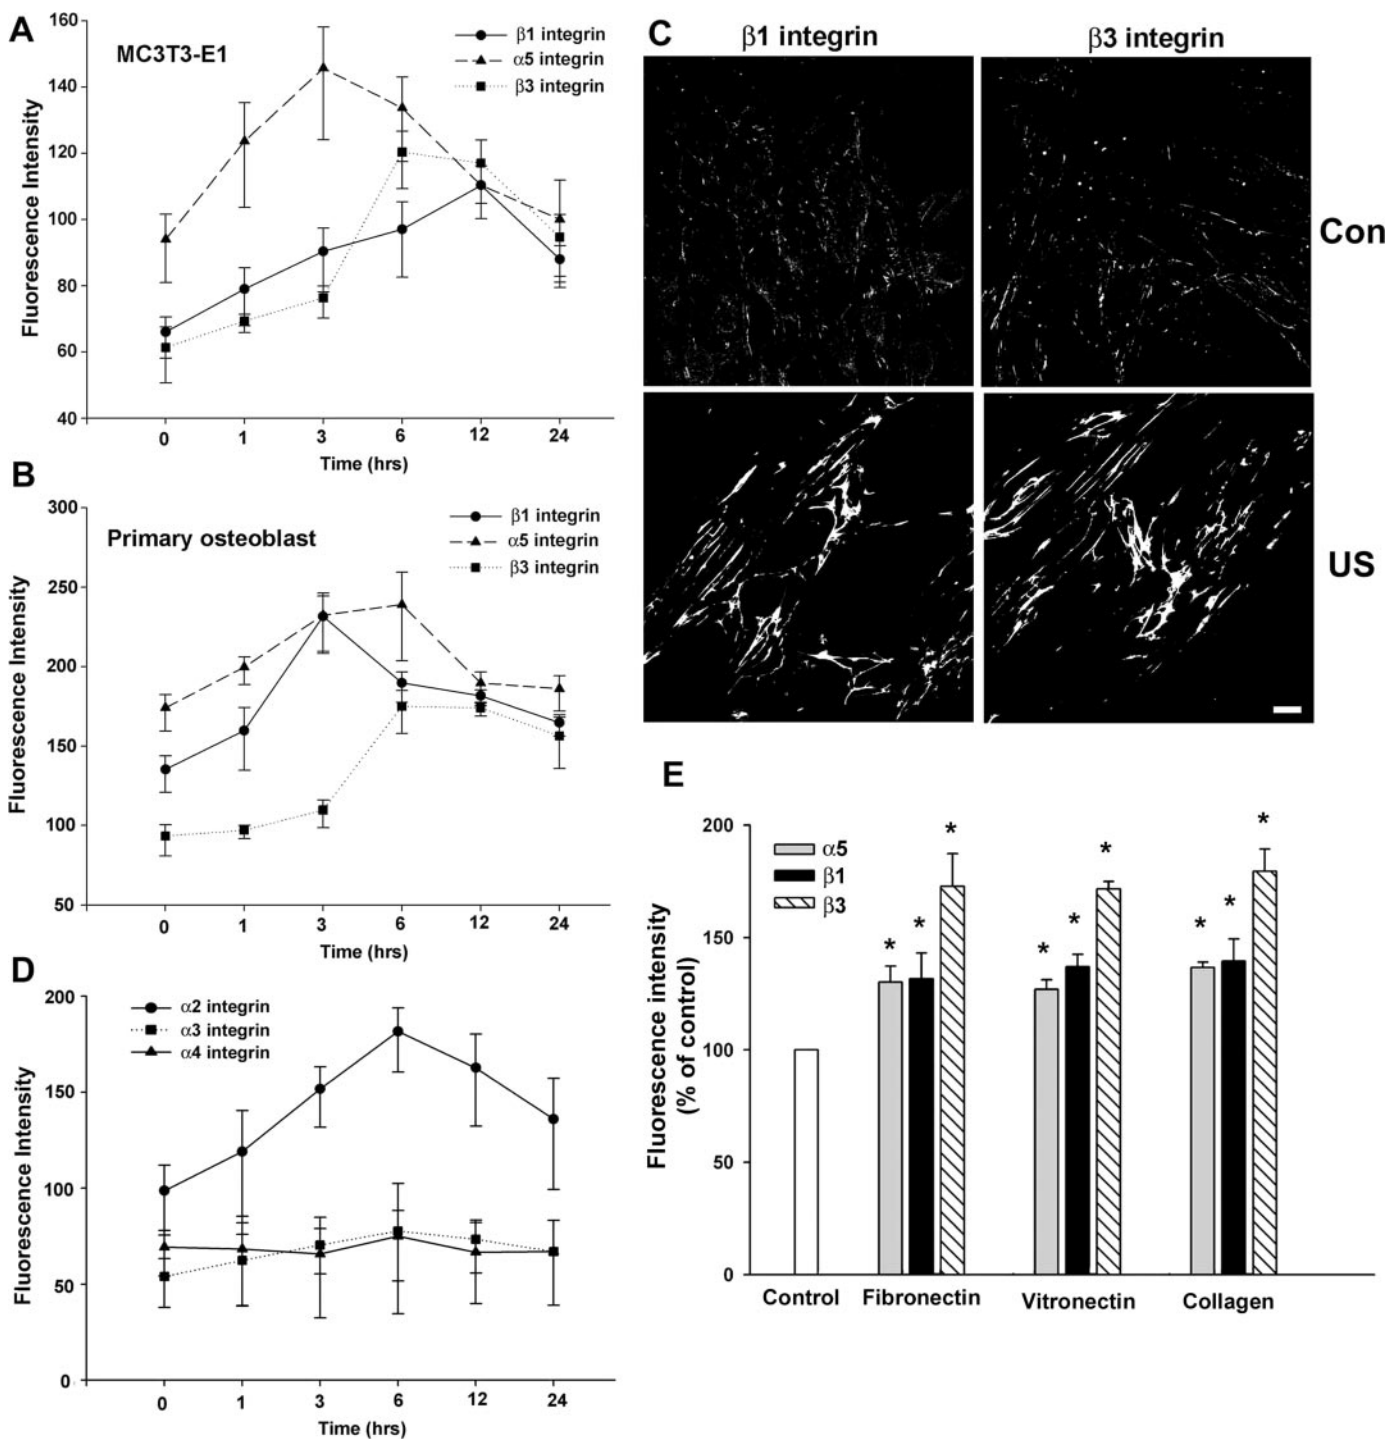 A
MC3T3-E1
β1 integrin
α5 integrin
β3 integrin
Fluorescence Intensity
160
140
120
100
80
60
40
0 1 3 6 12 24
Time (hrs)
B
Primary osteoblast
β1 integrin
α5 integrin
β3 integrin
Fluorescence Intensity
300
250
200
150
100
50
0 1 3 6 12 24
Time (hrs)
D
α2 integrin
α3 integrin
α4 integrin
Fluorescence Intensity
200
150
100
50
0
0 1 3 6 12 24
Time (hrs)
C
β1 integrin β3 integrin
Con
US
E
α5
β1
β3
Fluorescence intensity
(% of control)
200
150
100
50
0
* * *
* * *
* * *
Control Fibronectin Vitronectin Collagen